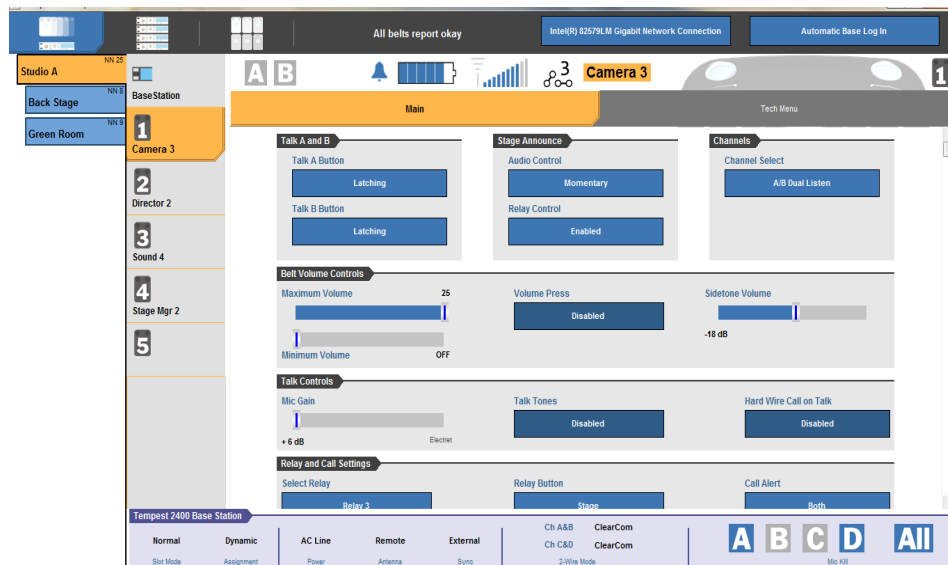 All belts report okay
Intel(R) 82579LM Gigabit Network Connection
Automatic Base Log In
NN 25
Studio A
NN 8
Back Stage
NN 9
Green Room
BaseStation
1
Camera 3
2
Director 2
3
Sound 4
4
Stage Mgr 2
5
A B
3
Camera 3
1
Main
Tech Menu
Talk A and B
Talk A Button
Latching
Talk B Button
Latching
Stage Announce
Audio Control
Momentary
Relay Control
Enabled
Channels
Channel Select
A/B Dual Listen
Belt Volume Controls
Maximum Volume 25
Minimum Volume OFF
Volume Press
Disabled
Sidetone Volume
-18 dB
Talk Controls
Mic Gain
+ 6 dB Electret
Talk Tones
Disabled
Hard Wire Call on Talk
Disabled
Relay and Call Settings
Select Relay
Relay 3
Relay Button
Stage
Call Alert
Both
Tempest 2400 Base Station
Normal
Slot Mode
Dynamic
Assignment
AC Line
Power
Remote
Antenna
External
Sync
Ch A&B ClearCom
Ch C&D ClearCom
2-Wire Mode
A B C D All
Mic Kill